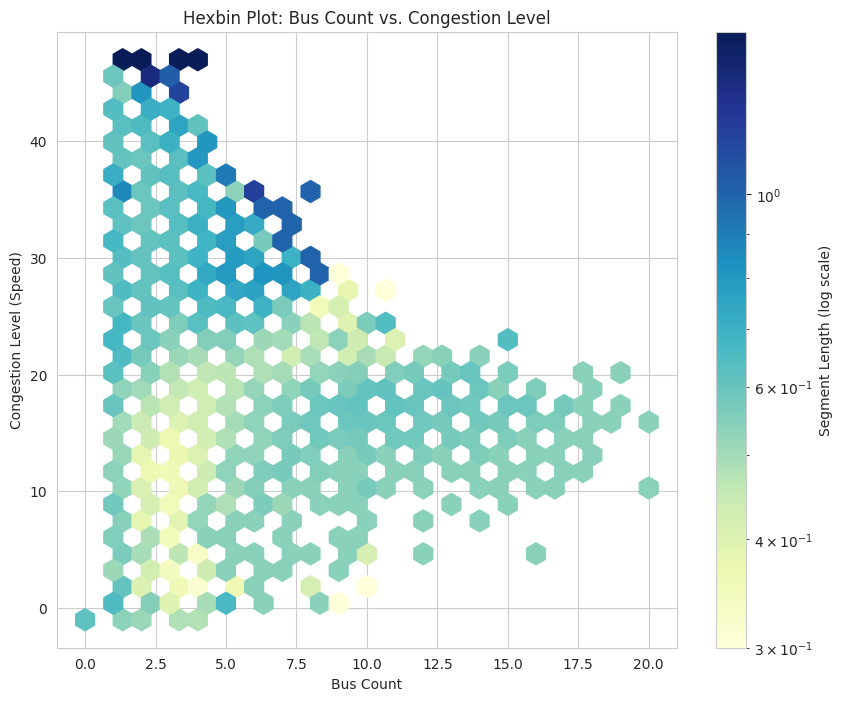 Hexbin Plot: Bus Count vs. Congestion Level
40
30
20
10
0
Congestion Level (Speed)
0.0 2.5 5.0 7.5 10.0 12.5 15.0 17.5 20.0
Bus Count
10⁰
6 × 10⁻¹
4 × 10⁻¹
3 × 10⁻¹
Segment Length (log scale)